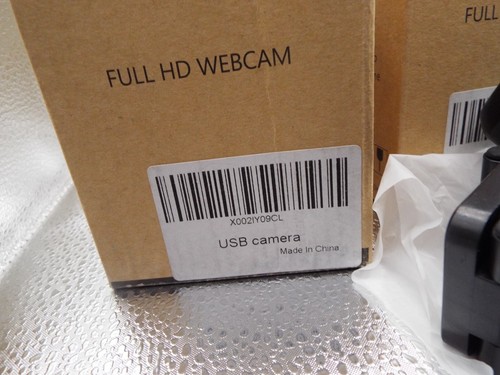 FULL HD WEBCAM
X002IY09CL
USB camera
Made In China
FULL